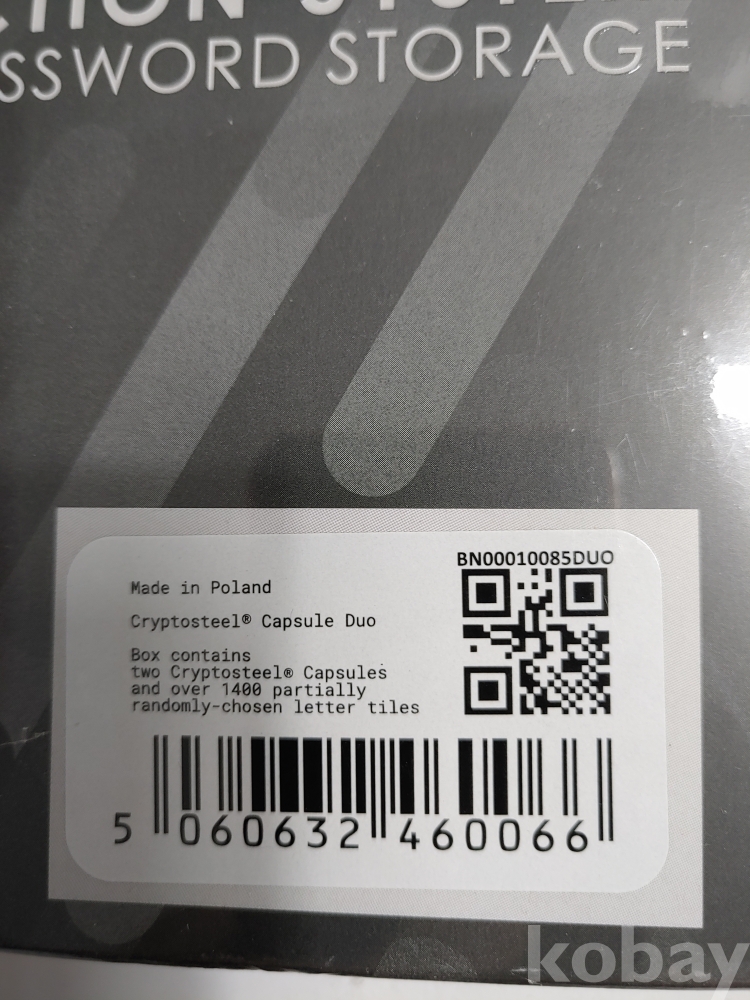 SSWORD STORAGE
BN00010085DUO
Made in Poland
Cryptosteel® Capsule Duo
Box contains
two Cryptosteel® Capsules
and over 1400 partially
randomly-chosen letter tiles
5 060632 460066
kobay